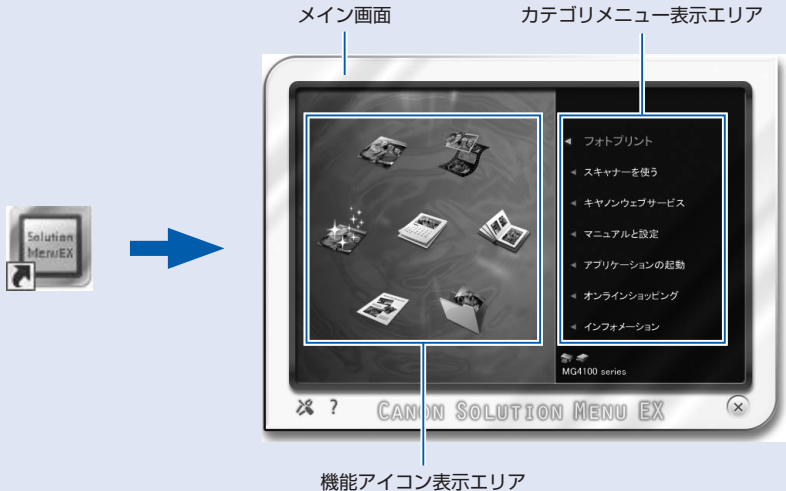 メイン画面
カテゴリメニュー表示エリア
フォトプリント
スキャナーを使う
キヤノンウェブサービス
マニュアルと設定
アプリケーションの起動
オンラインショッピング
インフォメーション
Solution
MenuEX
MG4100 series
?
CANON SOLUTION MENU EX
機能アイコン表示エリア